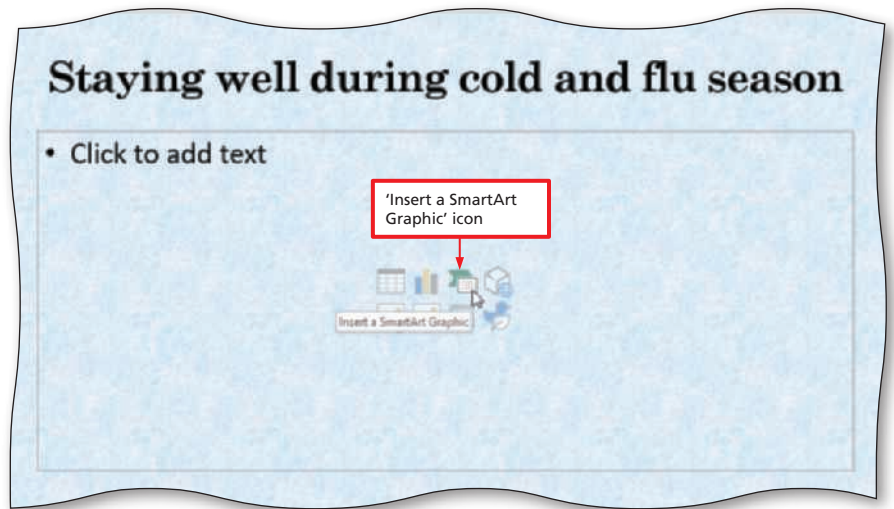 Staying well during cold and flu season
• Click to add text
'Insert a SmartArt
Graphic' icon
Insert a SmartArt Graphic